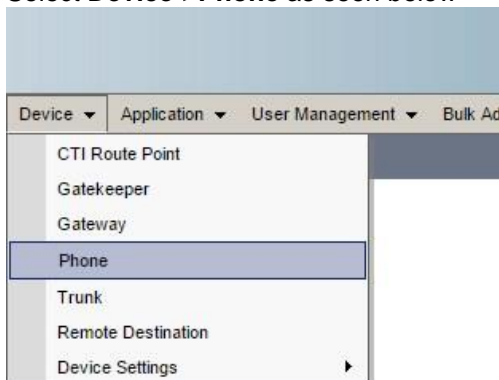 Select Device / Phone as seen below
Device Application User Management Bulk Ad
CTI Route Point
Gatekeeper
Gateway
Phone
Trunk
Remote Destination
Device Settings